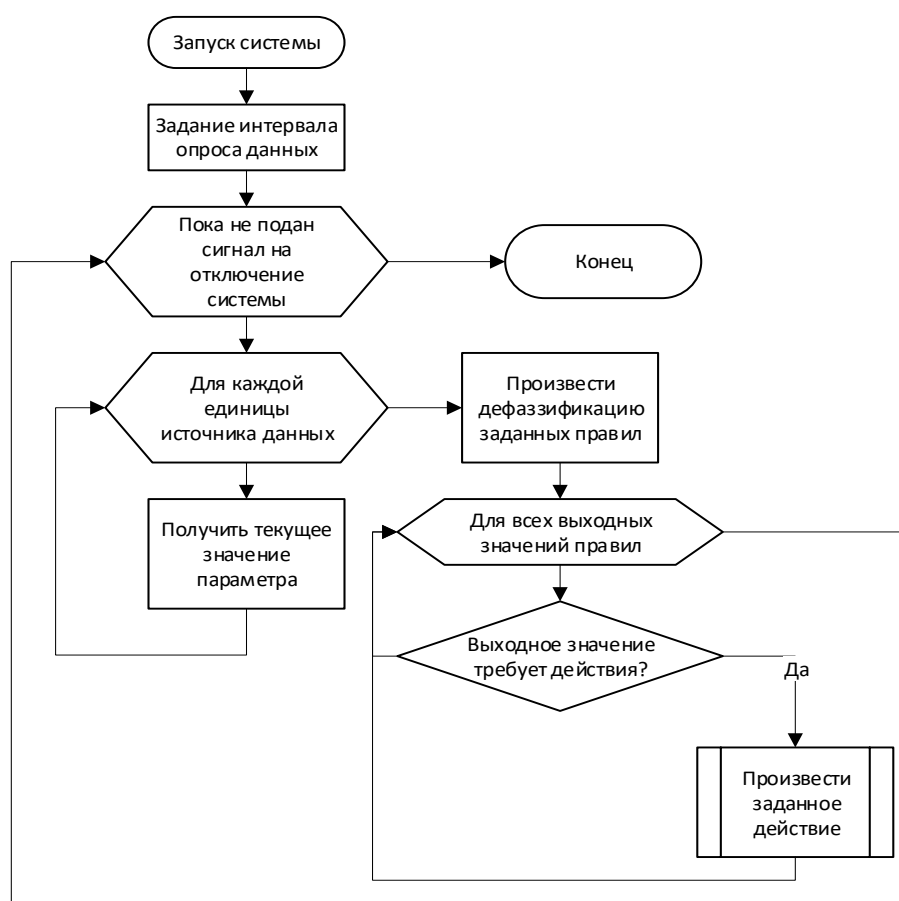 Запуск системы
Задание интервала
опроса данных
Пока не подан
сигнал на
отключение
системы
Конец
Для каждой
единицы
источника данных
Произвести
дефаззификацию
заданных правил
Получить текущее
значение
параметра
Для всех выходных
значений правил
Выходное значение
требует действия?
Да
Произвести
заданное
действие